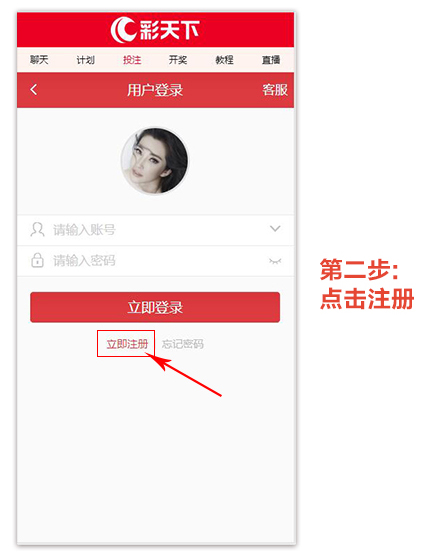 彩天下
聊天 计划 投注 开奖 教程 直播
用户登录 客服
请输入账号
请输入密码
立即登录
立即注册 忘记密码
第二步:
点击注册